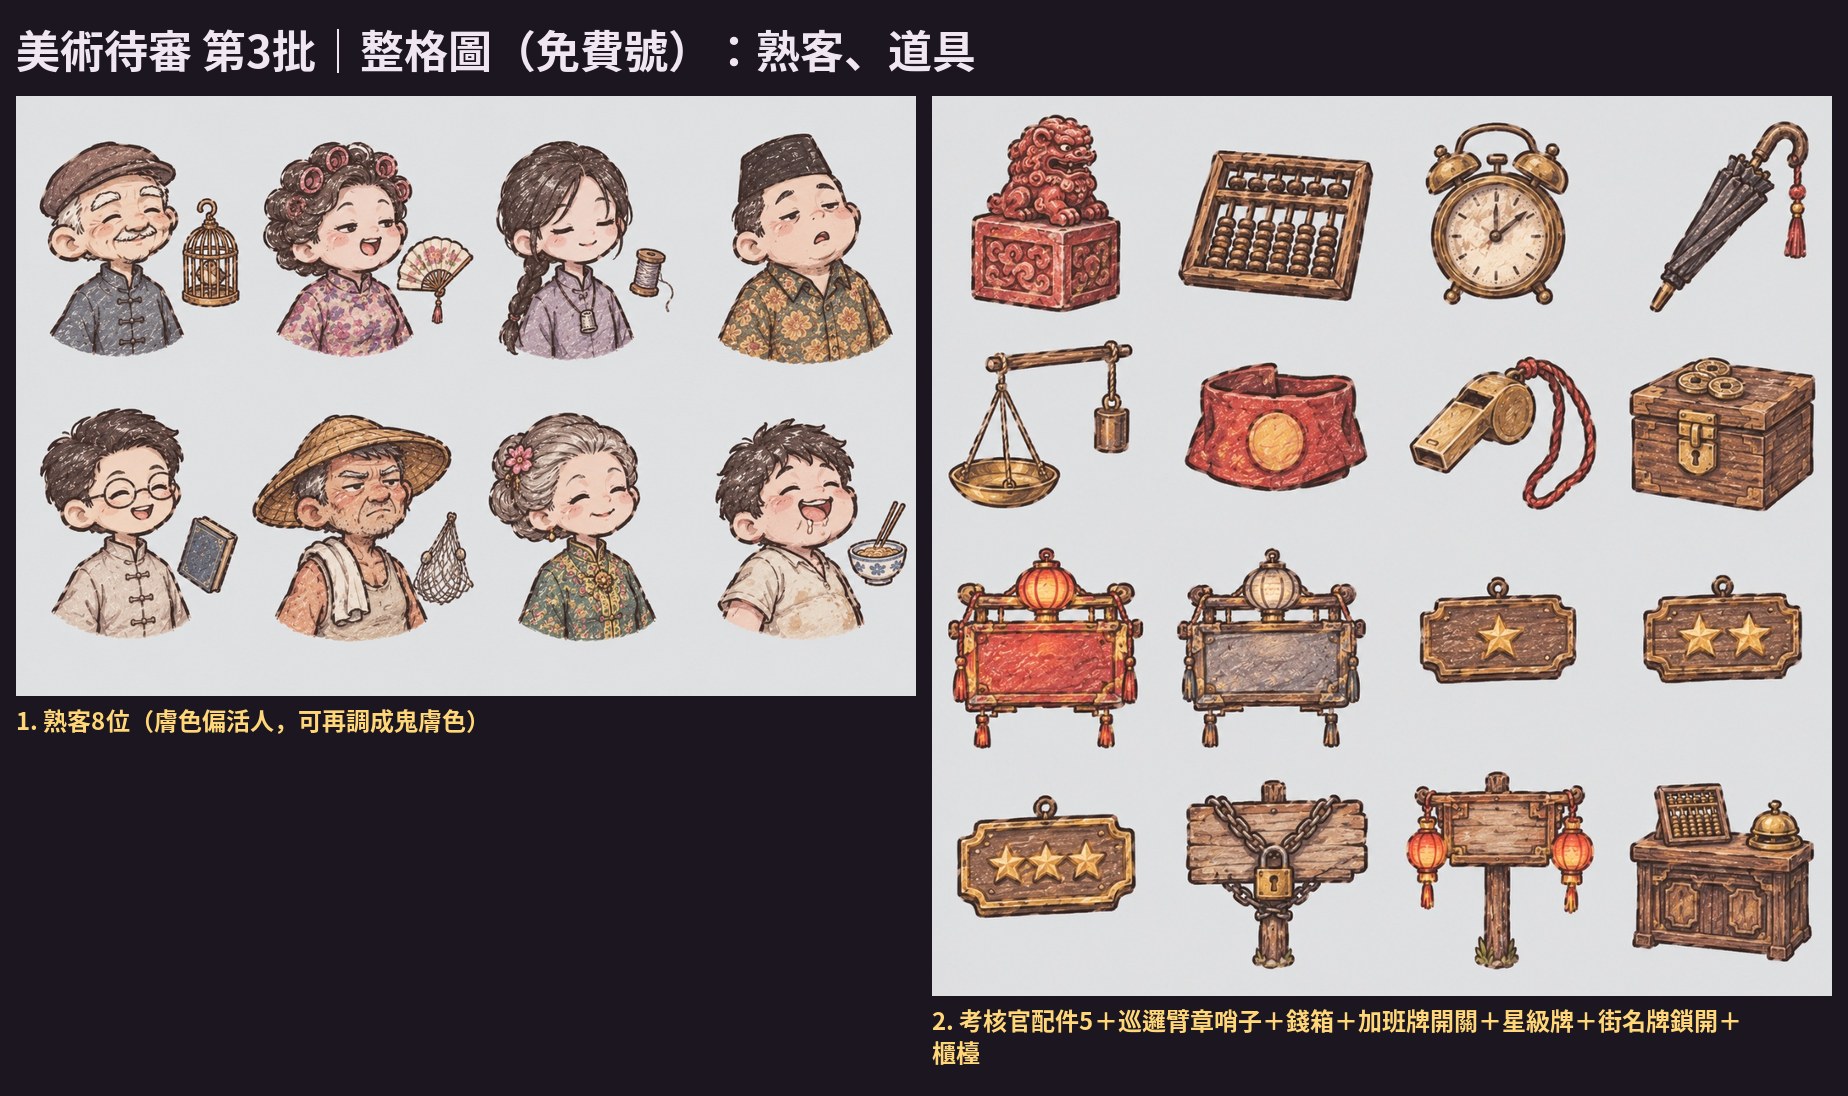 美術待審 第3批｜整格圖（免費號）：熟客、道具
1. 熟客8位（膚色偏活人，可再調成鬼膚色）
2. 考核官配件5＋巡邏臂章哨子＋錢箱＋加班牌開關＋星級牌＋街名牌鎖開＋
櫃檯